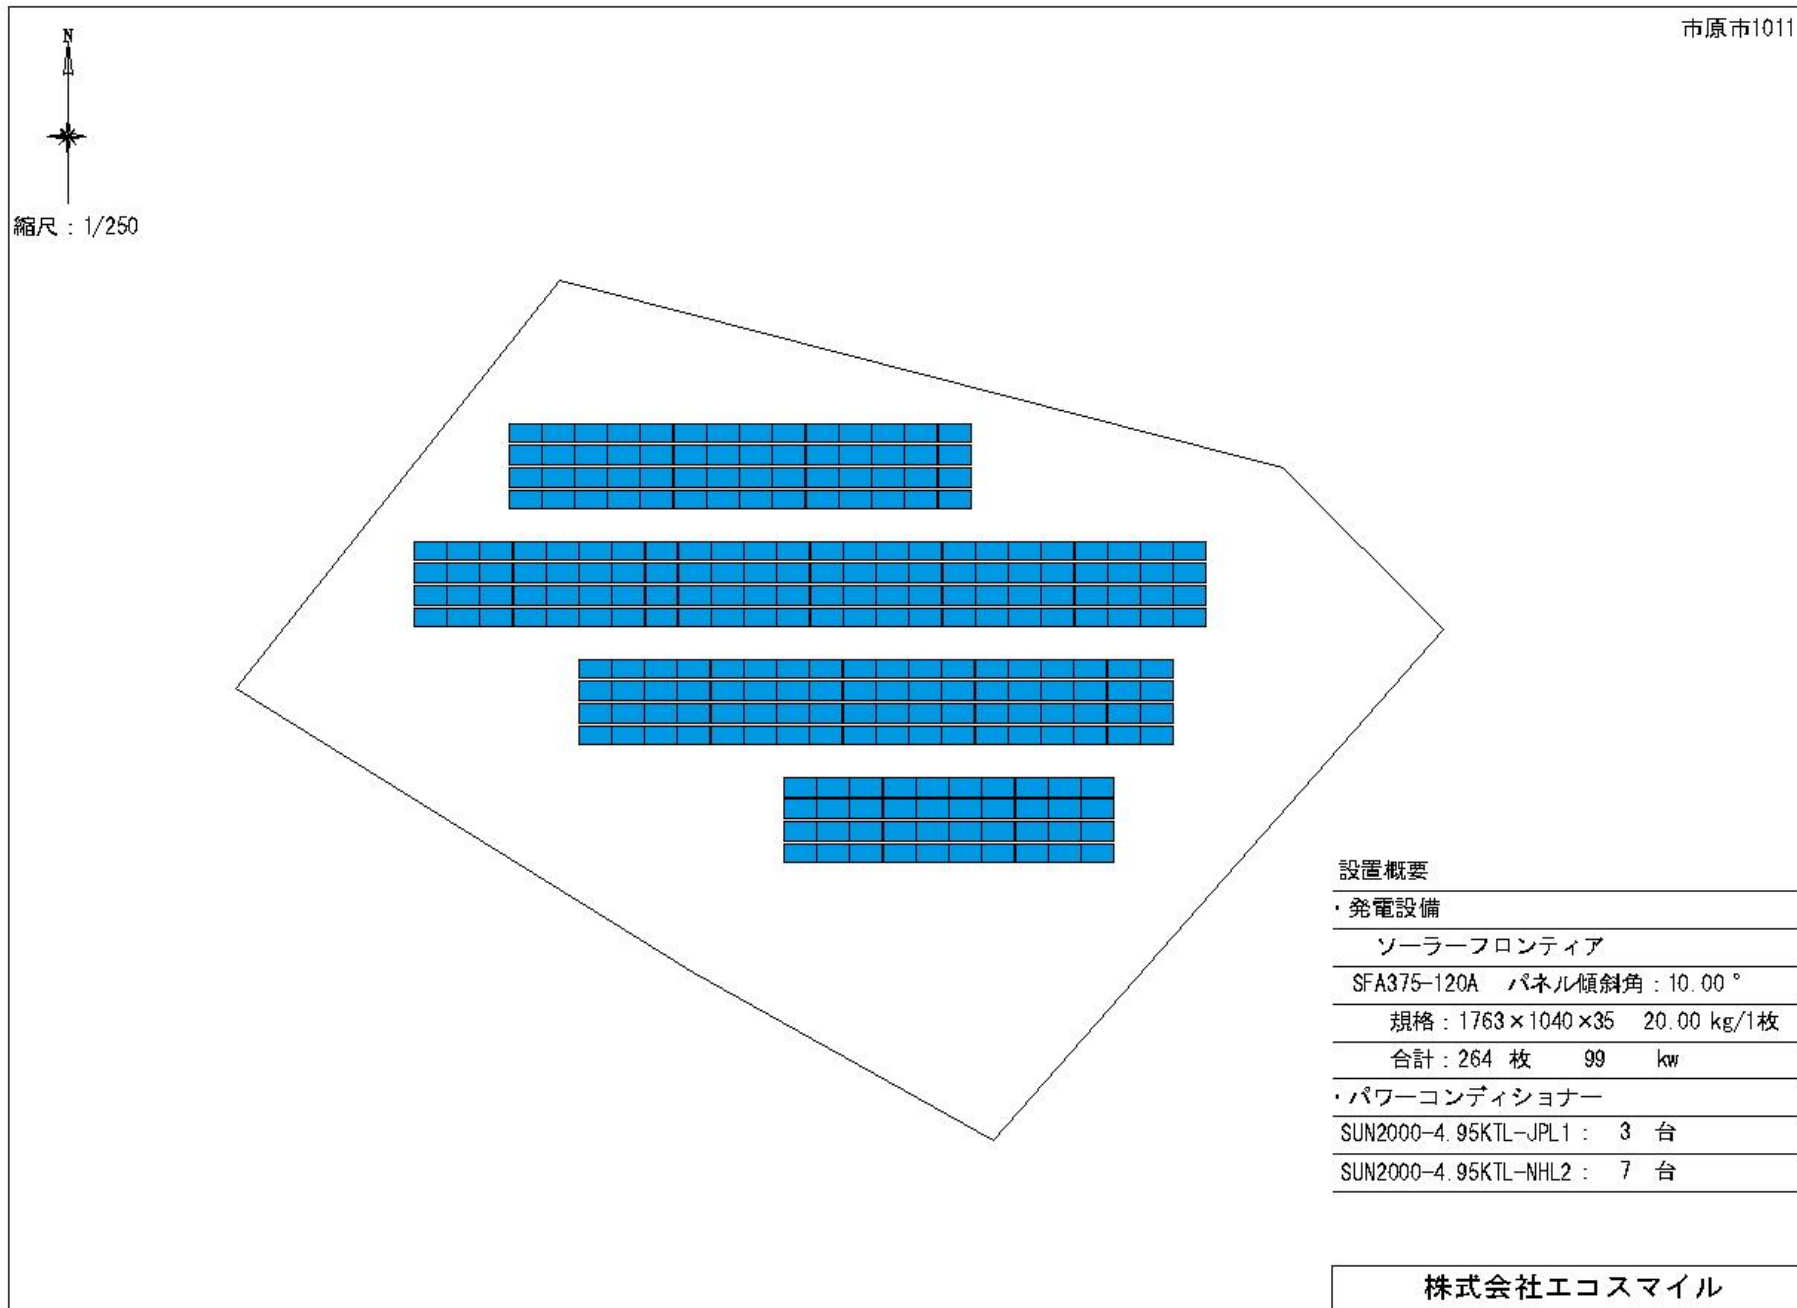 市原市1011
N
縮尺：1/250
設置概要
・発電設備
ソーラーフロンティア
SFA375-120A パネル傾斜角：10.00°
規格：1763×1040×35 20.00 kg/1枚
合計：264 枚 99 kw
・パワーコンディショナー
SUN2000-4.95KTL-JPL1： 3 台
SUN2000-4.95KTL-NHL2： 7 台
株式会社エコスマイル